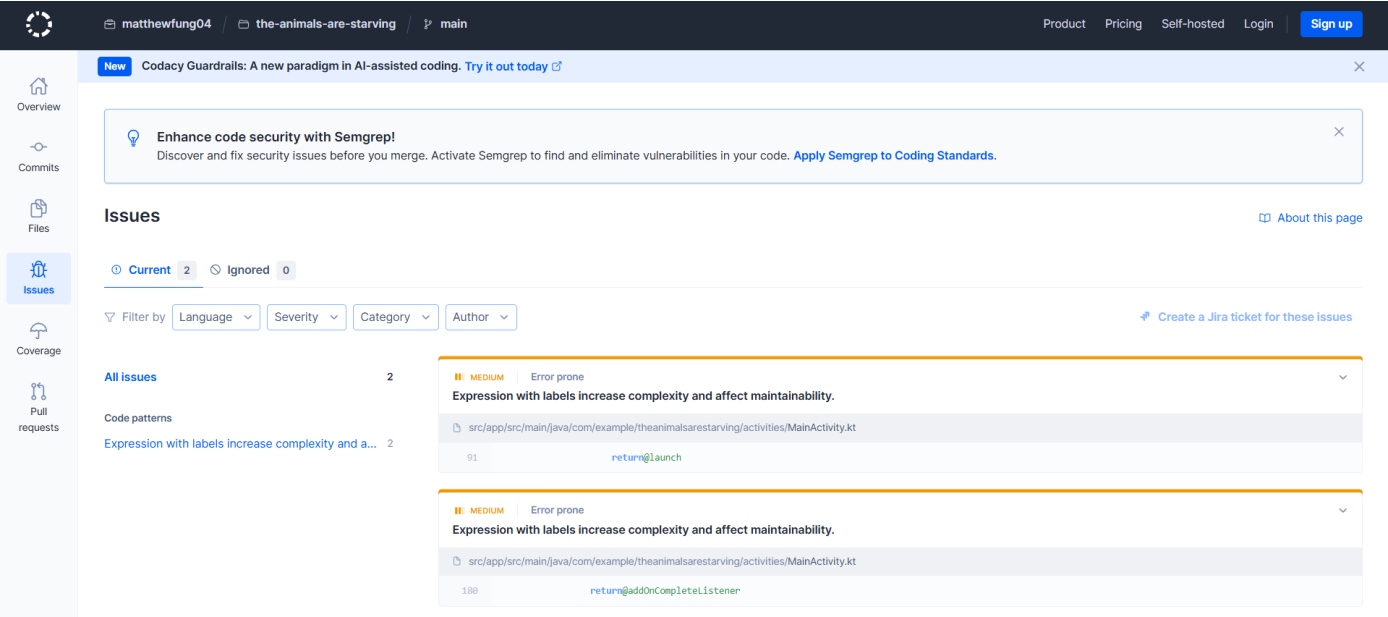 matthewfung04 / the-animals-are-starving / main Product Pricing Self-hosted Login Sign up
New Codacy Guardrails: A new paradigm in AI-assisted coding. Try it out today
Overview
Commits
Files
Issues
Coverage
Pull
requests
Enhance code security with Semgrep!
Discover and fix security issues before you merge. Activate Semgrep to find and eliminate vulnerabilities in your code. Apply Semgrep to Coding Standards.
Issues
About this page
Current 2 Ignored 0
Filter by Language Severity Category Author Create a Jira ticket for these issues
All issues 2
Code patterns
Expression with labels increase complexity and a... 2
MEDIUM Error prone
Expression with labels increase complexity and affect maintainability.
src/app/src/main/java/com/example/theanimalsarestarving/activities/MainActivity.kt
91 return@launch
MEDIUM Error prone
Expression with labels increase complexity and affect maintainability.
src/app/src/main/java/com/example/theanimalsarestarving/activities/MainActivity.kt
180 return@addOnCompleteListener